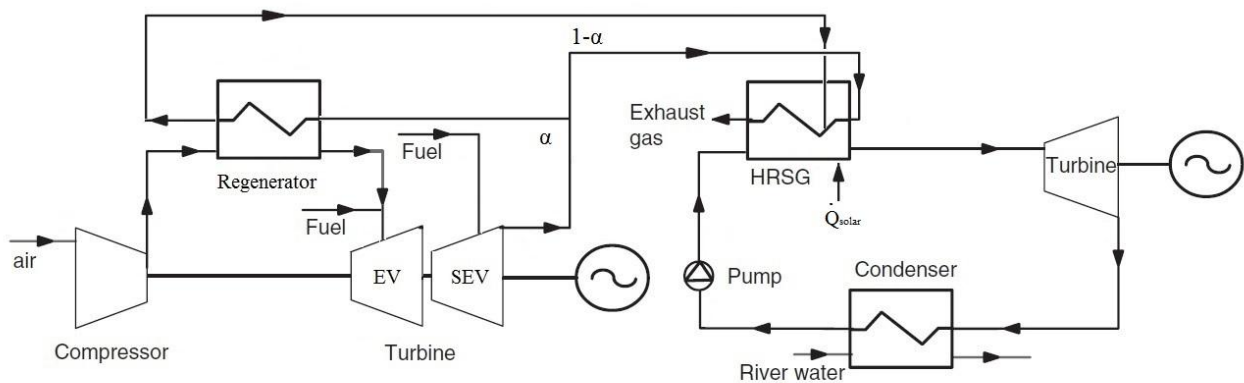 1-α
Exhaust
gas
α
Fuel
Regenerator
HRSG
Turbine
Q̇solar
Fuel
air
EV
SEV
Pump
Condenser
Compressor
Turbine
River water